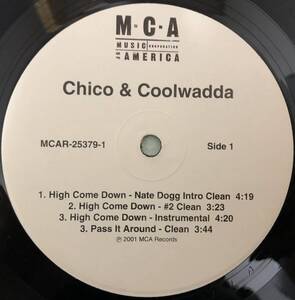 M·C·A
MUSIC CORPORATION
OF AMERICA
Chico & Coolwadda
MCAR-25379-1 Side 1
1. High Come Down - Nate Dogg Intro Clean 4:19
2. High Come Down - #2 Clean 3:23
3. High Come Down - Instrumental 4:20
3. Pass It Around - Clean 3:44
℗ 2001 MCA Records